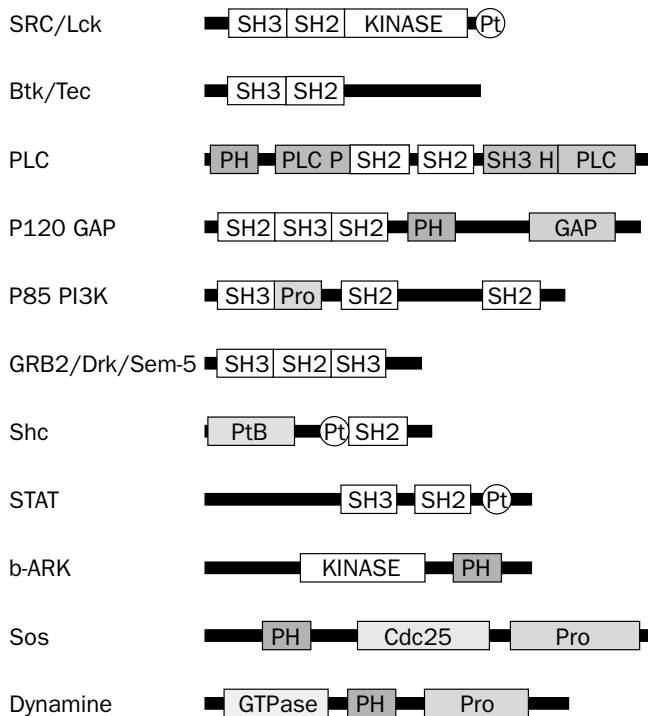 SRC/Lck SH3 SH2 KINASE Pt
Btk/Tec SH3 SH2
PLC PH PLC P SH2 SH2 SH3 H PLC
P120 GAP SH2 SH3 SH2 PH GAP
P85 PI3K SH3 Pro SH2 SH2
GRB2/Drk/Sem-5 SH3 SH2 SH3
Shc PtB Pt SH2
STAT SH3 SH2 Pt
b-ARK KINASE PH
Sos PH Cdc25 Pro
Dynamine GTPase PH Pro